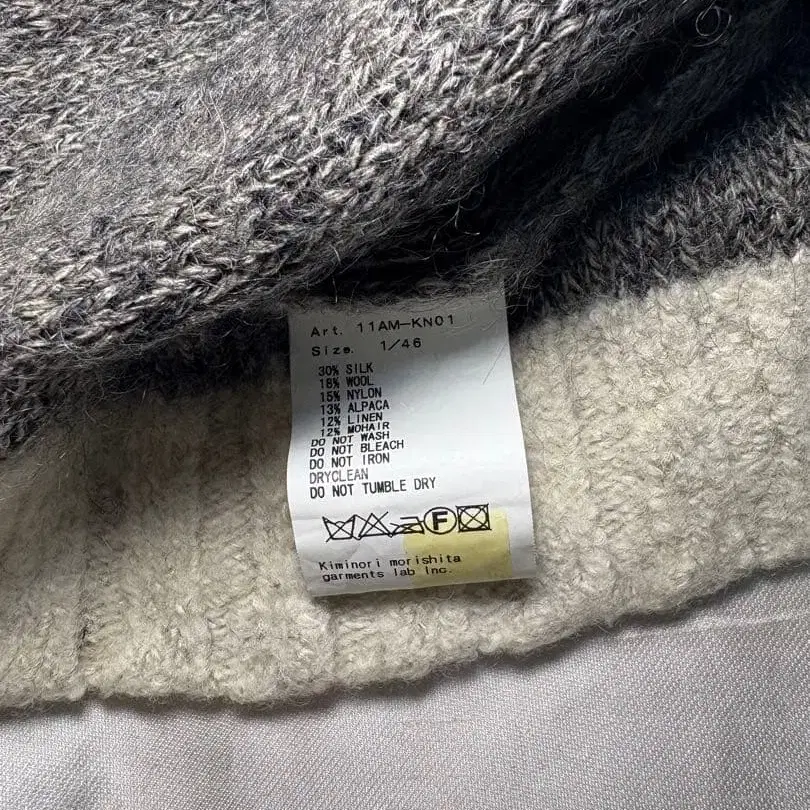 Art. 11AM-KN01
Size. 1/46
30% SILK
18% WOOL
15% NYLON
13% ALPACA
12% LINEN
12% MOHAIR
DO NOT WASH
DO NOT BLEACH
DO NOT IRON
DRYCLEAN
DO NOT TUMBLE DRY
F
Kiminori morishita
garments lab Inc.